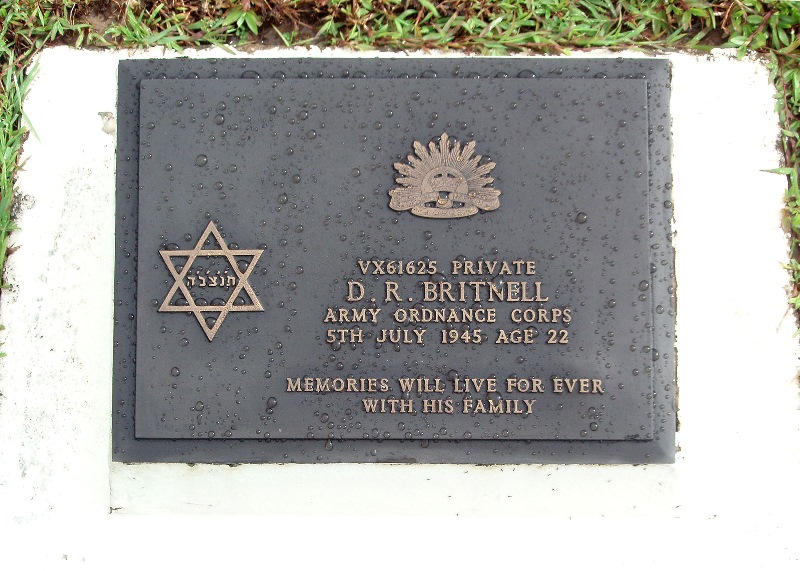 VX61625 PRIVATE
D. R. BRITNELL
ARMY ORDNANCE CORPS
5TH JULY 1945 AGE 22
תנצבה
MEMORIES WILL LIVE FOR EVER
WITH HIS FAMILY